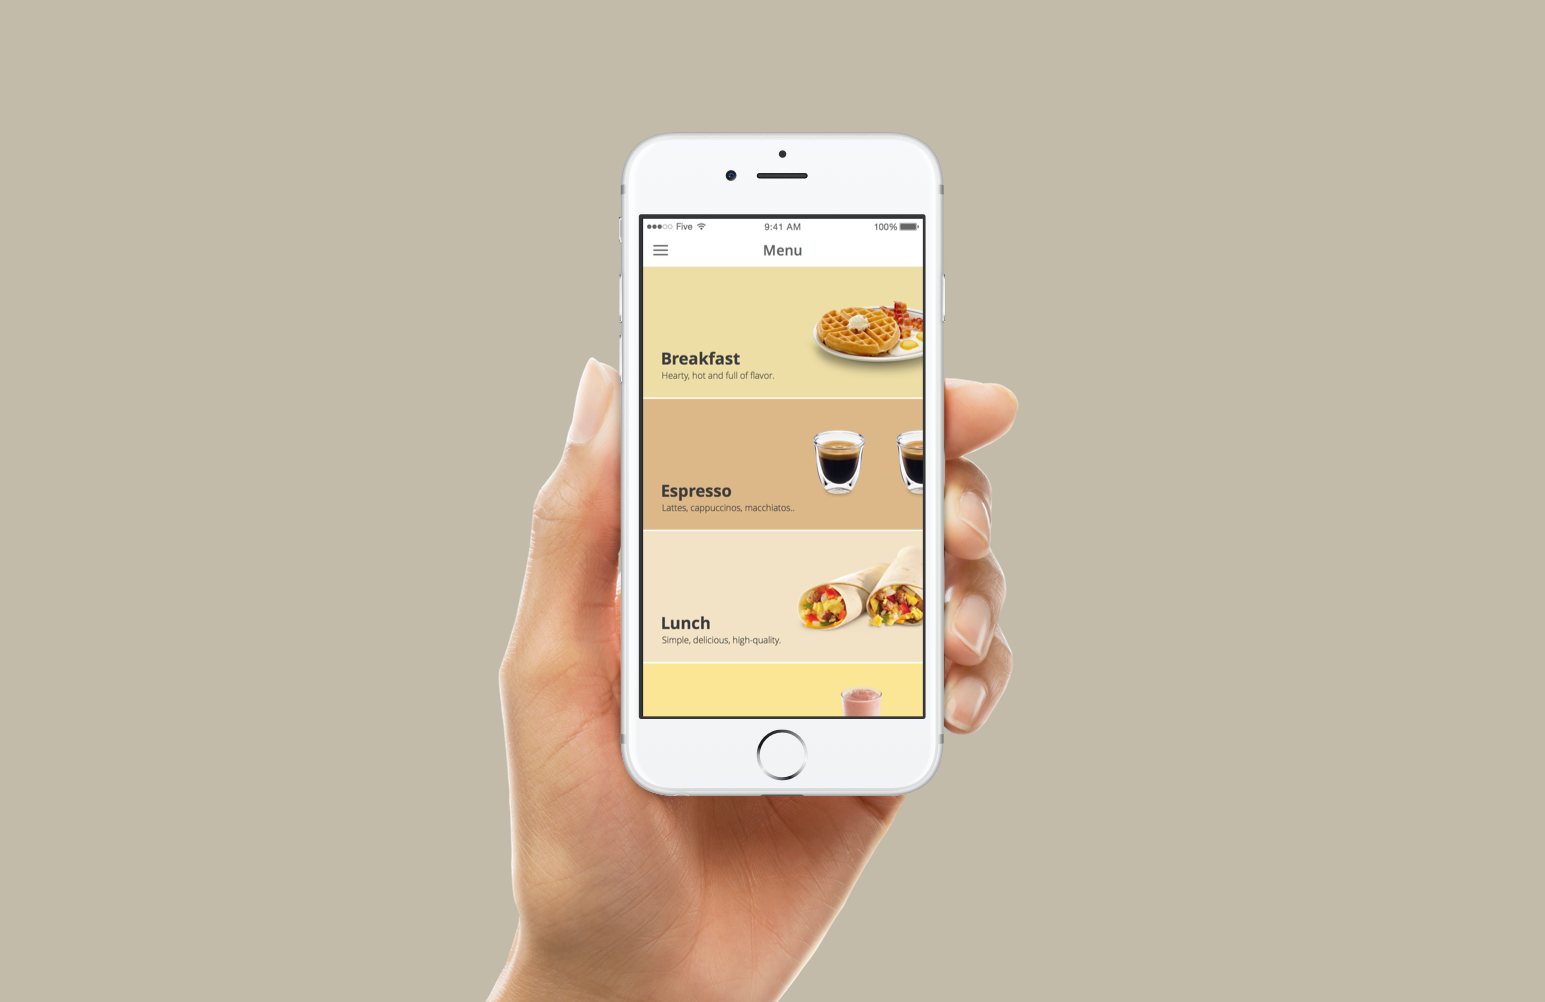 Five 9:41 AM 100%
Menu
Breakfast
Hearty, hot and full of flavor.
Espresso
Lattes, cappuccinos, macchiatos..
Lunch
Simple, delicious, high-quality.